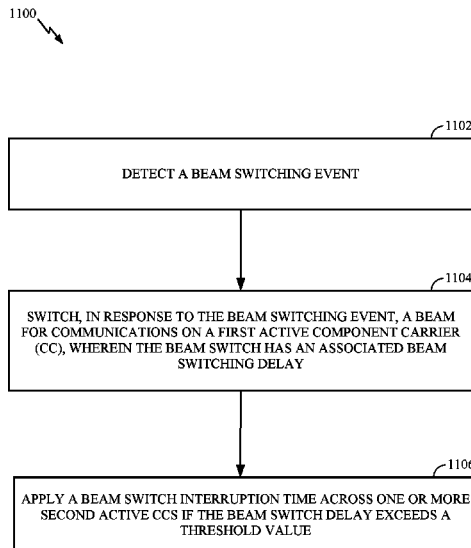 1100
1102
DETECT A BEAM SWITCHING EVENT
1104
SWITCH, IN RESPONSE TO THE BEAM SWITCHING EVENT, A BEAM
FOR COMMUNICATIONS ON A FIRST ACTIVE COMPONENT CARRIER
(CC), WHEREIN THE BEAM SWITCH HAS AN ASSOCIATED BEAM
SWITCHING DELAY
1106
APPLY A BEAM SWITCH INTERRUPTION TIME ACROSS ONE OR MORE
SECOND ACTIVE CCS IF THE BEAM SWITCH DELAY EXCEEDS A
THRESHOLD VALUE